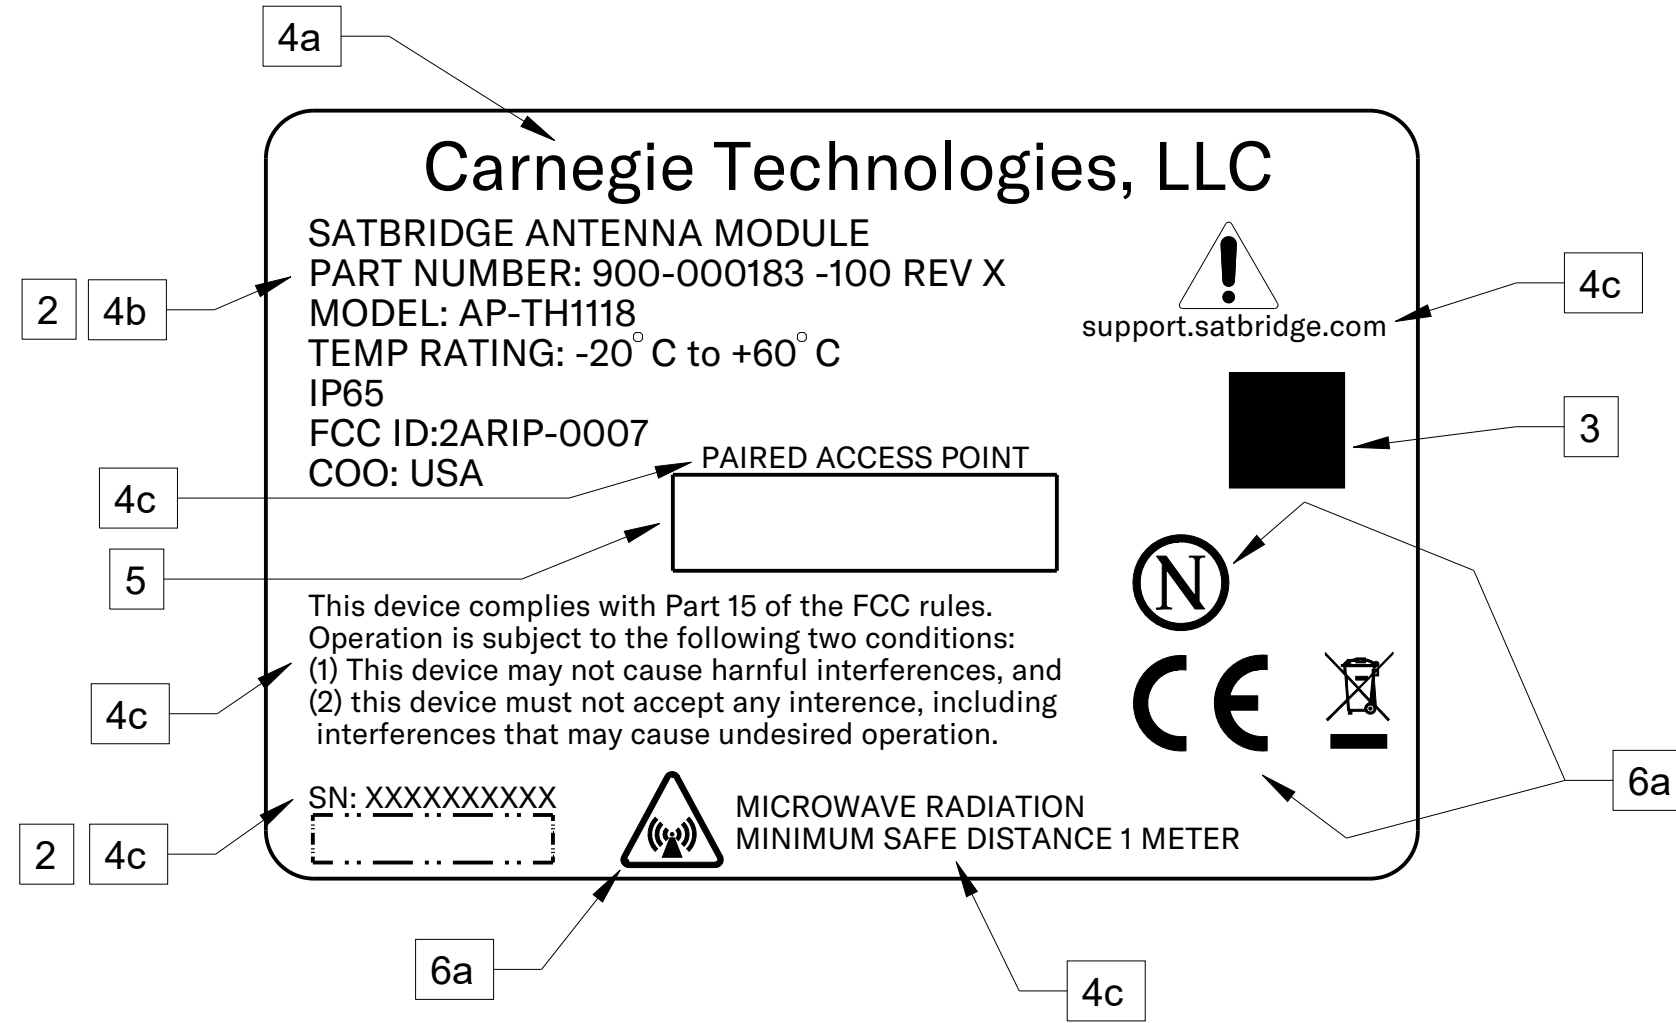 4a
Carnegie Technologies, LLC
SATBRIDGE ANTENNA MODULE
2 4b
PART NUMBER: 900-000183 -100 REV X
MODEL: AP-TH1118
TEMP RATING: -20° C to +60° C
IP65
FCC ID:2ARIP-0007
COO: USA
support.satbridge.com
4c
3
4c
PAIRED ACCESS POINT
5
This device complies with Part 15 of the FCC rules.
Operation is subject to the following two conditions:
(1) This device may not cause harnful interferences, and
(2) this device must not accept any interence, including
interferences that may cause undesired operation.
4c
N
CE
6a
SN: XXXXXXXXXX
2 4c
MICROWAVE RADIATION
MINIMUM SAFE DISTANCE 1 METER
6a
4c